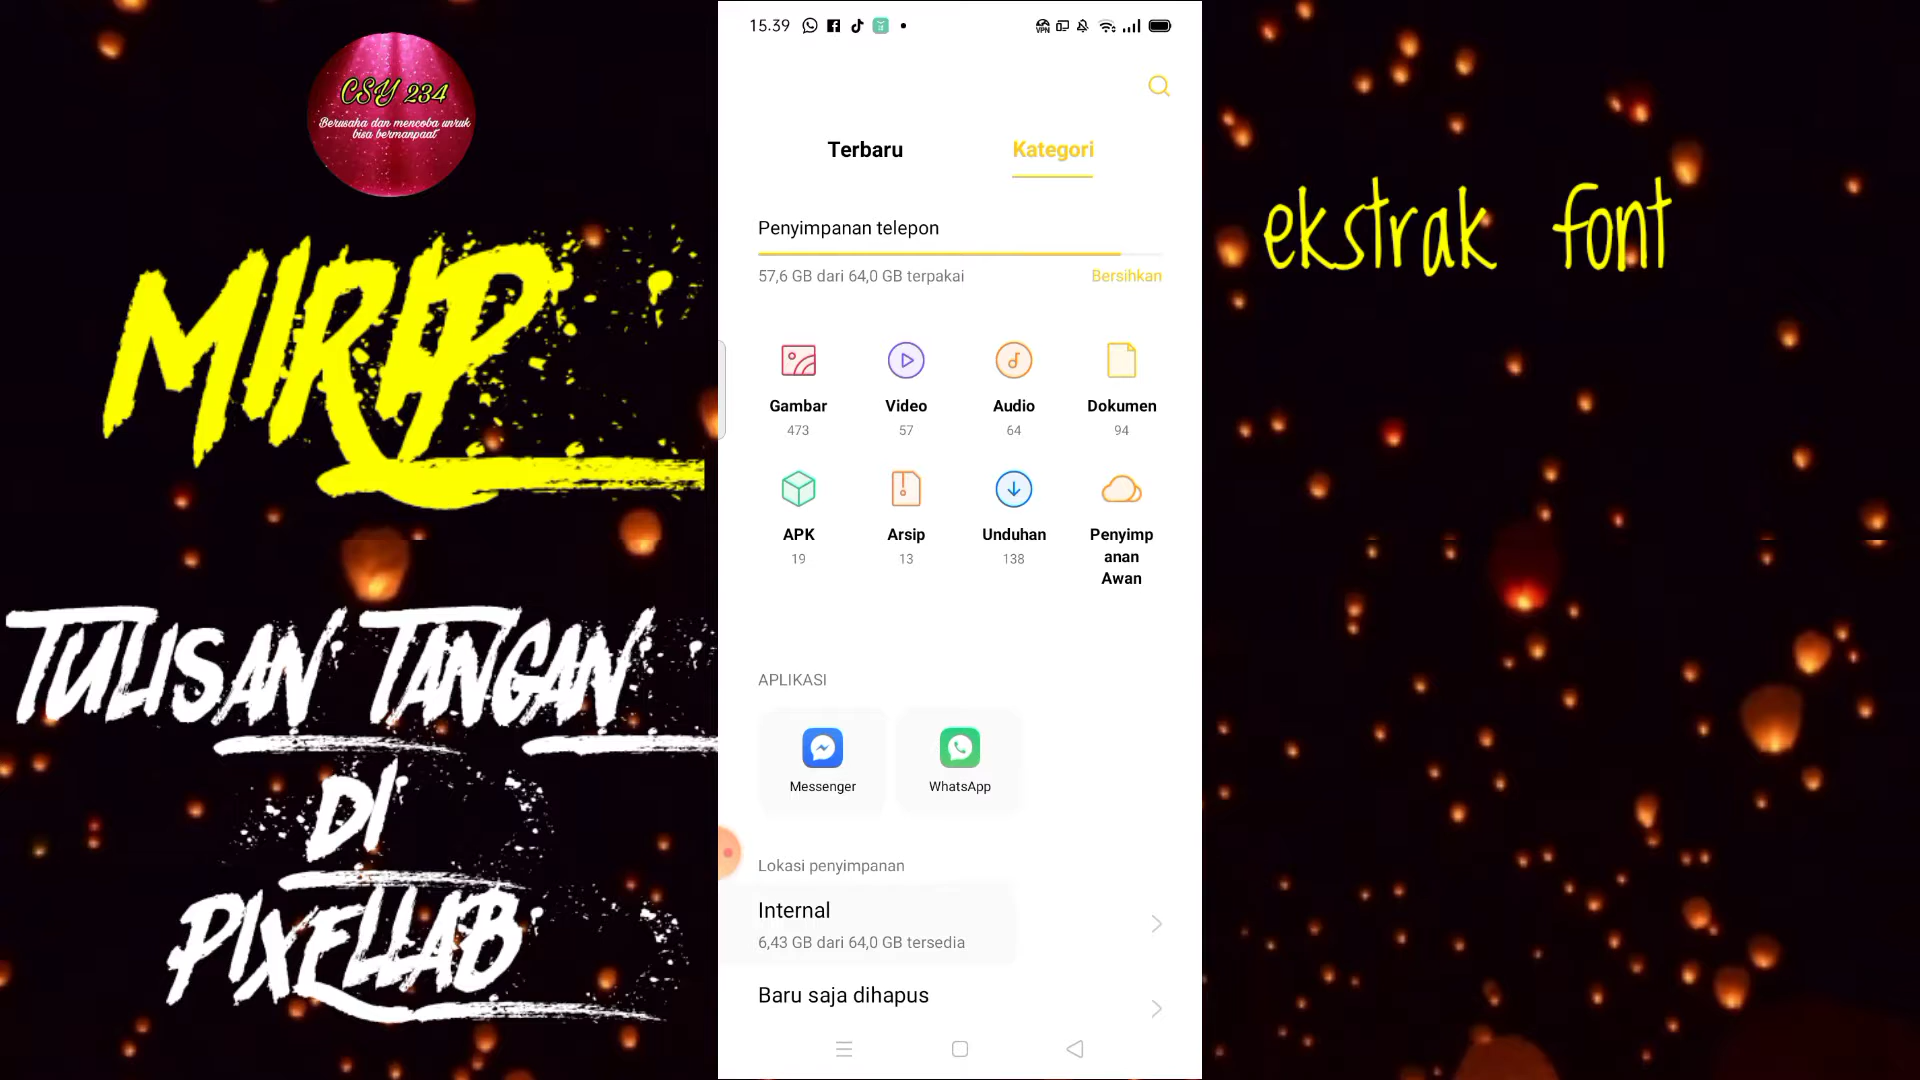 CSY 234
Berusaha dan mencoba unruk
bisa bermanpaat
MIRIP
TULISAN TANGAN
DI
PIXELLAB
15.39
VPN
Terbaru
Kategori
Penyimpanan telepon
57,6 GB dari 64,0 GB terpakai
Bersihkan
Gambar
473
Video
57
Audio
64
Dokumen
94
APK
19
Arsip
13
Unduhan
138
Penyimp
anan
Awan
APLIKASI
Messenger
WhatsApp
Lokasi penyimpanan
Internal
6,43 GB dari 64,0 GB tersedia
Baru saja dihapus
ekstrak font